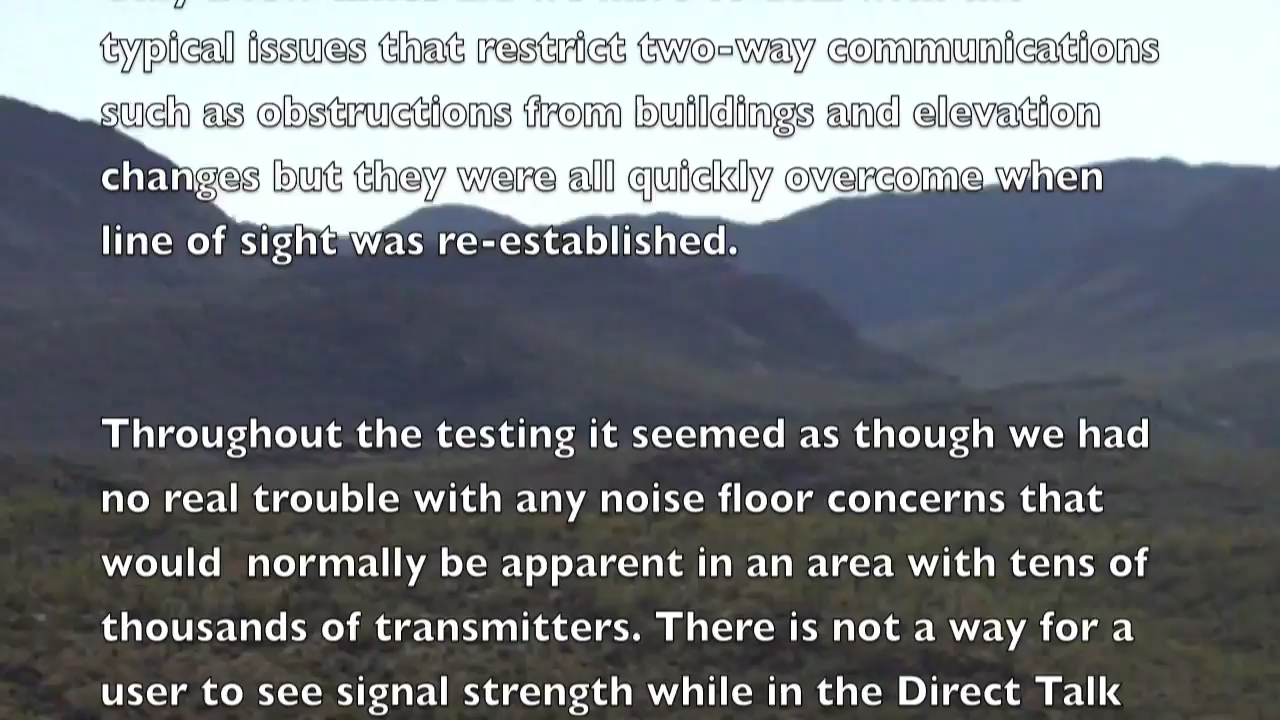 typical issues that restrict two-way communications
such as obstructions from buildings and elevation
changes but they were all quickly overcome when
line of sight was re-established.
Throughout the testing it seemed as though we had
no real trouble with any noise floor concerns that
would  normally be apparent in an area with tens of
thousands of transmitters. There is not a way for a
user to see signal strength while in the Direct Talk